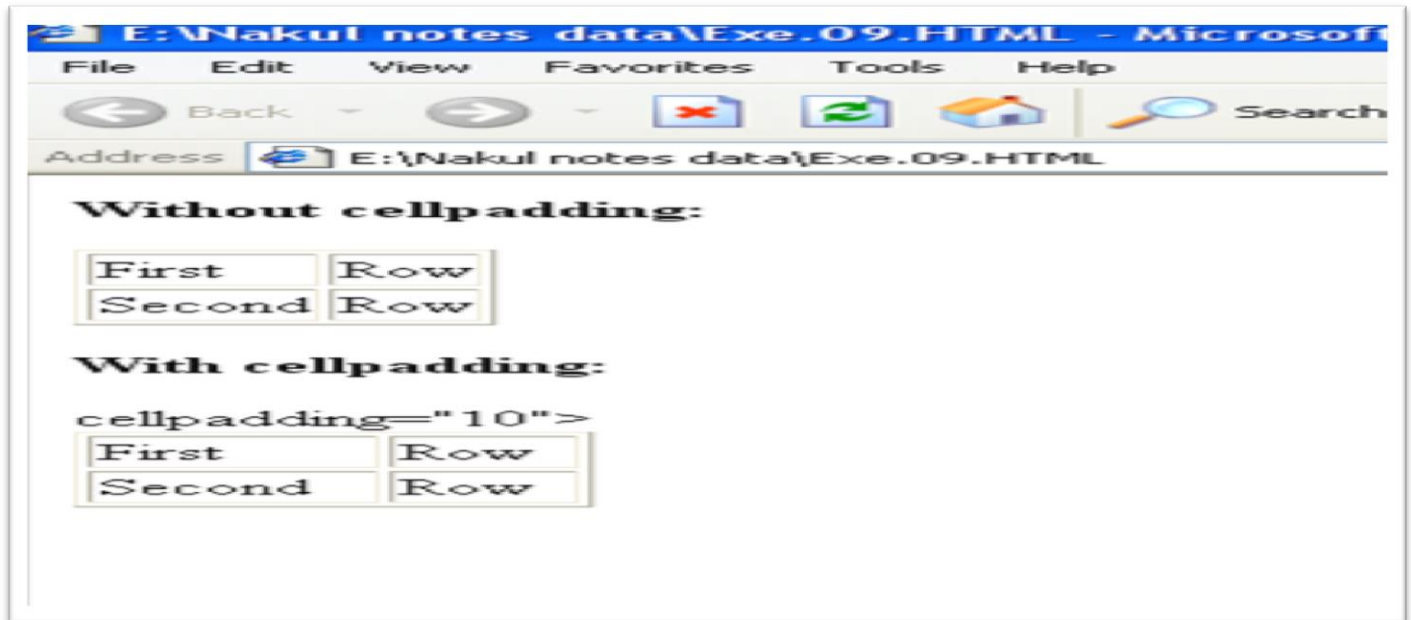 E:\Nakul notes data\Exe.09.HTML - Microsoft
File Edit View Favorites Tools Help
Back Search
Address E:\Nakul notes data\Exe.09.HTML
Without cellpadding:
First Row
Second Row
With cellpadding:
cellpadding="10">
First Row
Second Row